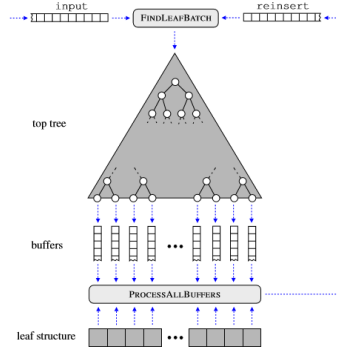 input
reinsert
FINDLEAFBATCH
top tree
buffers
PROCESSALLBUFFERS
leaf structure